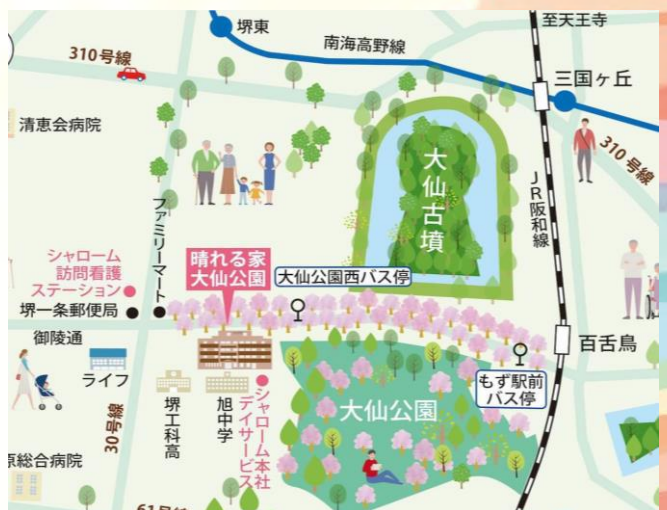 堺東
南海高野線
至天王寺
310号線
三国ヶ丘
清恵会病院
310号線
大仙古墳
JR阪和線
ファミリーマート
シャローム
訪問看護
ステーション
晴れる家
大仙公園
大仙公園西バス停
堺一条郵便局
御陵通
百舌鳥
ライフ
もず駅前
バス停
30号線
堺工科高
旭中学
シャローム本社
デイサービス
大仙公園
原総合病院
61号線